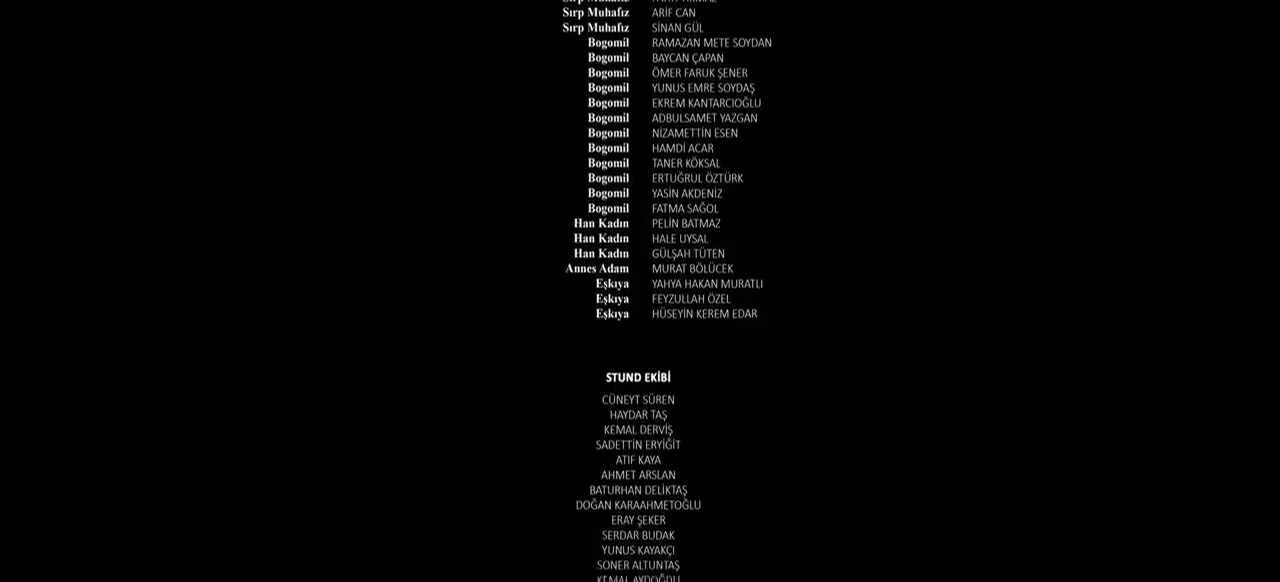 Sırp Muhafız ARİF CAN
Sırp Muhafız SİNAN GÜL
Bogomil RAMAZAN METE SOYDAN
Bogomil BAYCAN ÇAPAN
Bogomil ÖMER FARUK ŞENER
Bogomil YUNUS EMRE SOYDAŞ
Bogomil EKREM KANTARCIOĞLU
Bogomil ADBULSAMET YAZGAN
Bogomil NİZAMETTİN ESEN
Bogomil HAMDİ ACAR
Bogomil TANER KÖKSAL
Bogomil ERTUĞRUL ÖZTÜRK
Bogomil YASİN AKDENİZ
Bogomil FATMA SAĞOL
Han Kadın PELİN BATMAZ
Han Kadın HALE UYSAL
Han Kadın GÜLŞAH TÜTEN
Annes Adam MURAT BÖLÜCEK
Eşkıya YAHYA HAKAN MURATLI
Eşkıya FEYZULLAH ÖZEL
Eşkıya HÜSEYİN KEREM EDAR
STUND EKİBİ
CÜNEYT SÜREN
HAYDAR TAŞ
KEMAL DERVİŞ
SADETTİN ERYİĞİT
ATIF KAYA
AHMET ARSLAN
BATURHAN DELİKTAŞ
DOĞAN KARAAHMETOĞLU
ERAY ŞEKER
SERDAR BUDAK
YUNUS KAYAKÇI
SONER ALTUNTAŞ
KEMAL AYDOĞDU